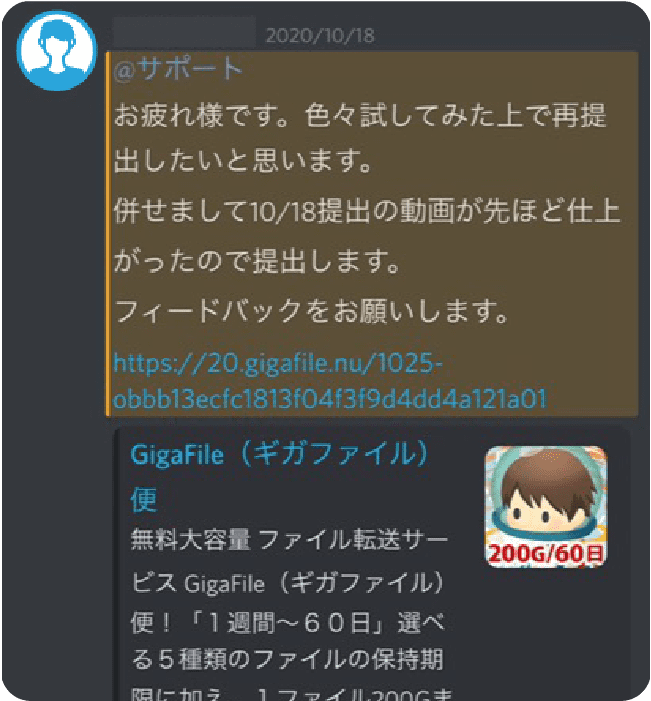 2020/10/18
@サポート
お疲れ様です。色々試してみた上で再提
出したいと思います。
併せまして10/18提出の動画が先ほど仕上
がったので提出します。
フィードバックをお願いします。
https://20.gigafile.nu/1025-
obbb13ecfc1813f04f3f9d4dd4a121a01
GigaFile（ギガファイル）
便
200G/60日
無料大容量 ファイル転送サー
ビス GigaFile（ギガファイル）
便！「１週間～６０日」選べ
る５種類のファイルの保持期
限に加え、１ファイル200Gま